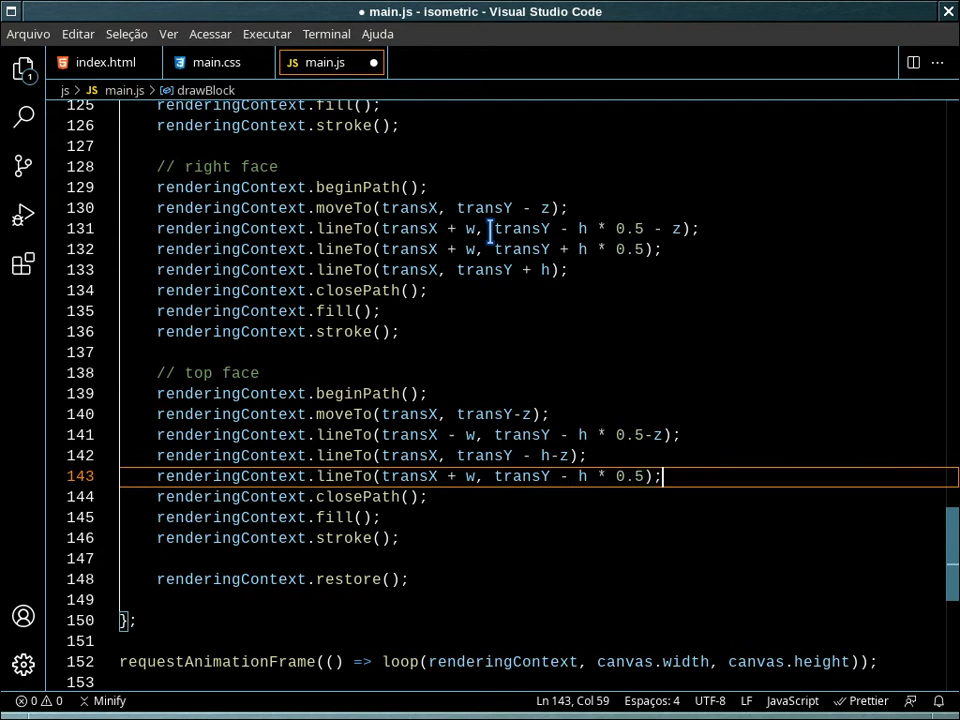 ● main.js - isometric - Visual Studio Code
Arquivo Editar Seleção Ver Acessar Executar Terminal Ajuda
index.html main.css JS main.js ●
js > JS main.js > drawBlock
1
125 renderingContext.fill();
126 renderingContext.stroke();
127
128 // right face
129 renderingContext.beginPath();
130 renderingContext.moveTo(transX, transY - z);
131 renderingContext.lineTo(transX + w, transY - h * 0.5 - z);
132 renderingContext.lineTo(transX + w, transY + h * 0.5);
133 renderingContext.lineTo(transX, transY + h);
134 renderingContext.closePath();
135 renderingContext.fill();
136 renderingContext.stroke();
137
138 // top face
139 renderingContext.beginPath();
140 renderingContext.moveTo(transX, transY-z);
141 renderingContext.lineTo(transX - w, transY - h * 0.5-z);
142 renderingContext.lineTo(transX, transY - h-z);
143 renderingContext.lineTo(transX + w, transY - h * 0.5);
144 renderingContext.closePath();
145 renderingContext.fill();
146 renderingContext.stroke();
147
148 renderingContext.restore();
149
150 };
151
152 requestAnimationFrame(() => loop(renderingContext, canvas.width, canvas.height));
153
0 0 Minify Ln 143, Col 59 Espaços: 4 UTF-8 LF JavaScript Prettier